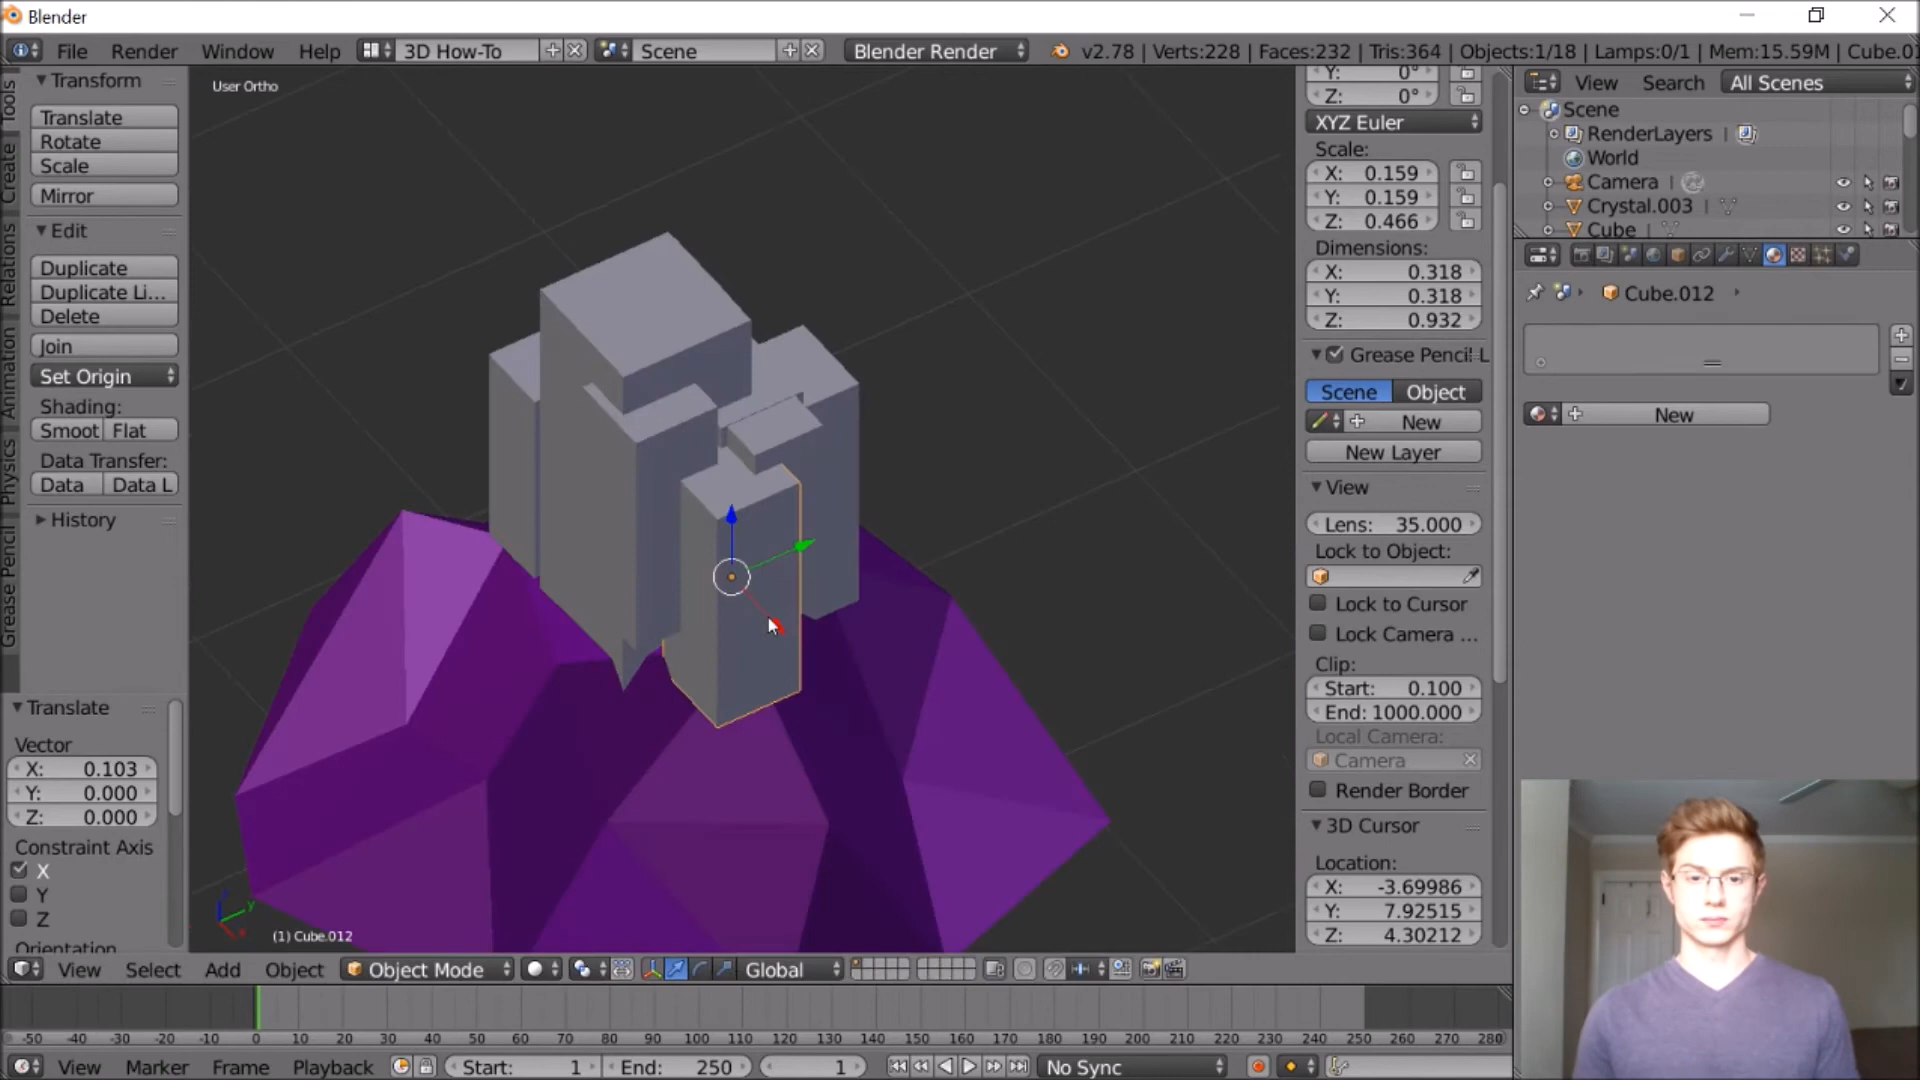 Blender
File Render Window Help 3D How-To Scene Blender Render v2.78 | Verts:228 | Faces:232 | Tris:364 | Objects:1/18 | Lamps:0/1 | Mem:15.59M | Cube.01
Tools
Create
Relations
Animation
Physics
Grease Pencil
Transform
Translate
Rotate
Scale
Mirror
Edit
Duplicate
Duplicate Li...
Delete
Join
Set Origin
Shading:
Smoot Flat
Data Transfer:
Data Data L
History
Translate
Vector
X: 0.103
Y: 0.000
Z: 0.000
Constraint Axis
X
Y
Z
Orientation
User Ortho
(1) Cube.012
Y: 0°
Z: 0°
XYZ Euler
Scale:
X: 0.159
Y: 0.159
Z: 0.466
Dimensions:
X: 0.318
Y: 0.318
Z: 0.932
Grease Pencil L
Scene Object
New
New Layer
View
Lens: 35.000
Lock to Object:
Lock to Cursor
Lock Camera ...
Clip:
Start: 0.100
End: 1000.000
Local Camera:
Camera
Render Border
3D Cursor
Location:
X: -3.69986
Y: 7.92515
Z: 4.30212
View Search All Scenes
Scene
RenderLayers
World
Camera
Crystal.003
Cube
Cube.012
New
View Select Add Object Object Mode Global
-50 -40 -30 -20 -10 0 10 20 30 40 50 60 70 80 90 100 110 120 130 140 150 160 170 180 190 200 210 220 230 240 250 260 270 280
View Marker Frame Playback Start: 1 End: 250 1 No Sync